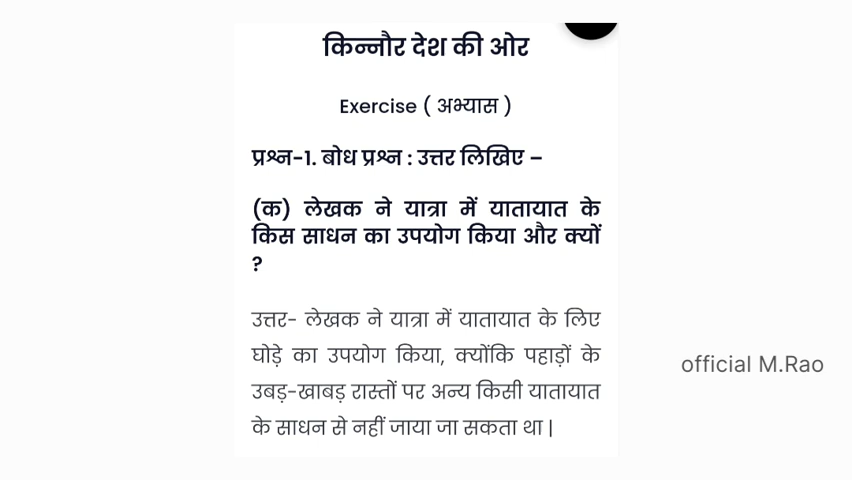 किन्नौर देश की ओर
Exercise ( अभ्यास )
प्रश्न-1. बोध प्रश्न : उत्तर लिखिए –
(क) लेखक ने यात्रा में यातायात के
किस साधन का उपयोग किया और क्यों
?
उत्तर- लेखक ने यात्रा में यातायात के लिए
घोड़े का उपयोग किया, क्योंकि पहाड़ों के
उबड़-खाबड़ रास्तों पर अन्य किसी यातायात
के साधन से नहीं जाया जा सकता था |
official M.Rao